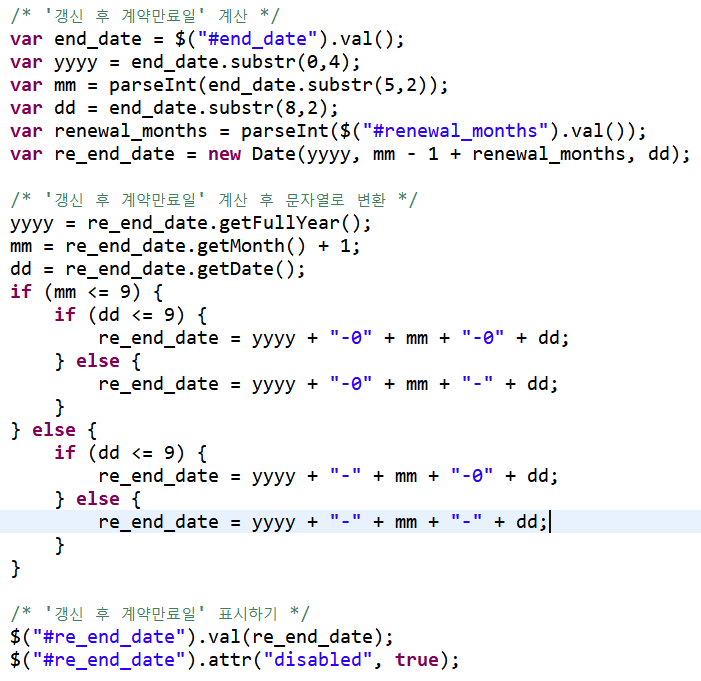 /* '갱신 후 계약만료일' 계산 */
var end_date = $("#end_date").val();
var yyyy = end_date.substr(0,4);
var mm = parseInt(end_date.substr(5,2));
var dd = end_date.substr(8,2);
var renewal_months = parseInt($("#renewal_months").val());
var re_end_date = new Date(yyyy, mm - 1 + renewal_months, dd);

/* '갱신 후 계약만료일' 계산 후 문자열로 변환 */
yyyy = re_end_date.getFullYear();
mm = re_end_date.getMonth() + 1;
dd = re_end_date.getDate();
if (mm <= 9) {
    if (dd <= 9) {
        re_end_date = yyyy + "-0" + mm + "-0" + dd;
    } else {
        re_end_date = yyyy + "-0" + mm + "-" + dd;
    }
} else {
    if (dd <= 9) {
        re_end_date = yyyy + "-" + mm + "-0" + dd;
    } else {
        re_end_date = yyyy + "-" + mm + "-" + dd;
    }
}

/* '갱신 후 계약만료일' 표시하기 */
$("#re_end_date").val(re_end_date);
$("#re_end_date").attr("disabled", true);